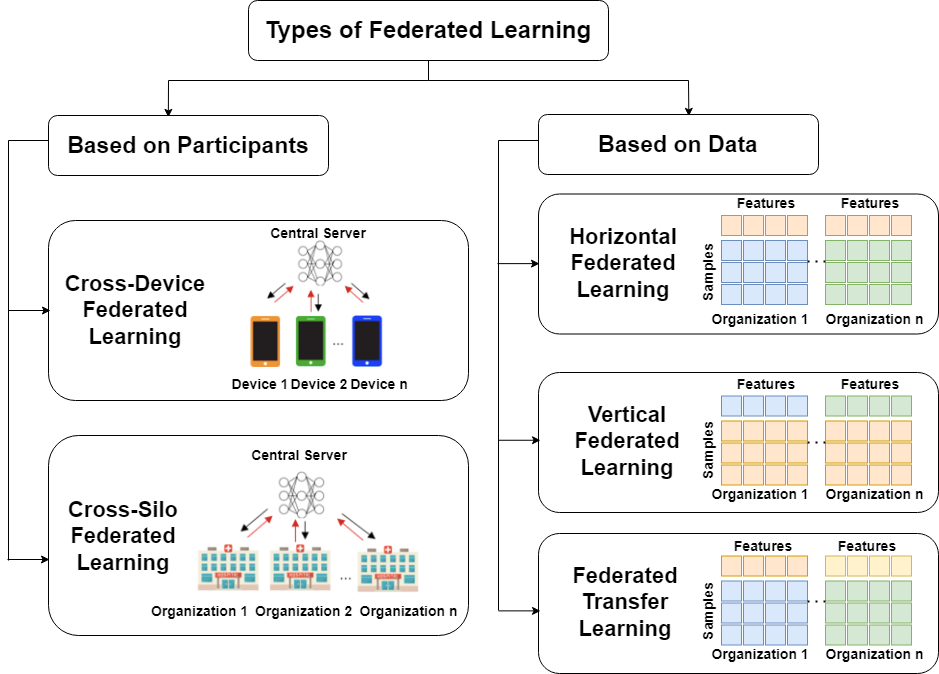 Types of Federated Learning
Based on Participants
Central Server
Cross-Device
Federated
Learning
...
Device 1 Device 2 Device n
Central Server
Cross-Silo
Federated
Learning
HOSPITAL HOSPITAL ... HOSPITAL
Organization 1 Organization 2 Organization n
Based on Data
Features Features
Horizontal
Federated
Learning
Samples
...
Organization 1 Organization n
Features Features
Vertical
Federated
Learning
Samples
...
Organization 1 Organization n
Features Features
Federated
Transfer
Learning
Samples
...
Organization 1 Organization n